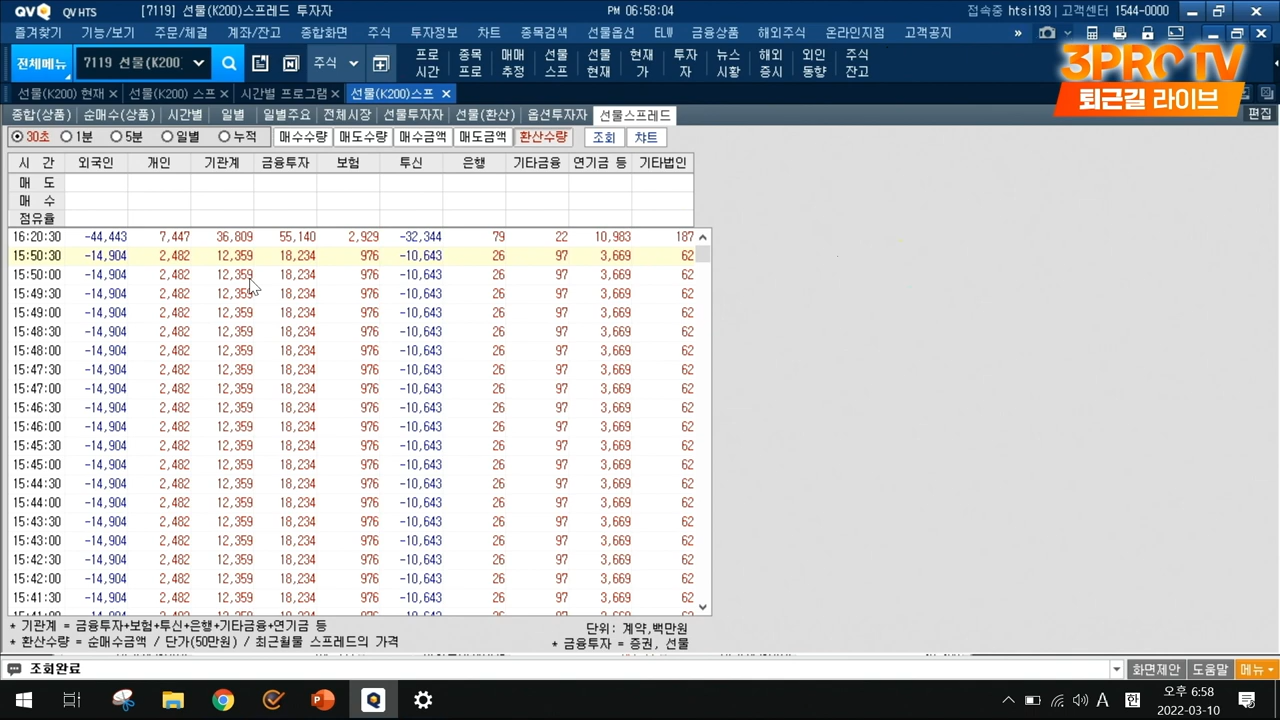 QV QV HTS [7119] 선물(K200)스프레드 투자자 PM 06:58:04 접속중 htsi193 | 고객센터 1544-0000
즐겨찾기 기능/보기 주문/체결 계좌/잔고 종합화면 주식 투자정보 차트 종목검색 선물옵션 ELW 금융상품 해외주식 온라인지점 고객공지 »
전체메뉴 7119 선물(K200) 주식 프로시간 종목프로 매매추정 선물스프 선물현재 현재가 투자자 뉴스시황 해외증시 외인동향 주식잔고
3PROTV
퇴근길 라이브
선물(K200) 현재 × 선물(K200) 스프 × 시간별 프로그램 × 선물(K200)스프 ×
종합(상품) 순매수(상품) 시간별 일별 일별주요 전체시장 선물투자자 선물(환산) 옵션투자자 선물스프레드 편집
30초 1분 5분 일별 누적 매수수량 매도수량 매수금액 매도금액 환산수량 조회 챠트
시 간 외국인 개인 기관계 금융투자 보험 투신 은행 기타금융 연기금 등 기타법인
매 도
매 수
점유율
16:20:30 -44,443 7,447 36,809 55,140 2,929 -32,344 79 22 10,983 187
15:50:30 -14,904 2,482 12,359 18,234 976 -10,643 26 97 3,669 62
15:50:00 -14,904 2,482 12,359 18,234 976 -10,643 26 97 3,669 62
15:49:30 -14,904 2,482 12,359 18,234 976 -10,643 26 97 3,669 62
15:49:00 -14,904 2,482 12,359 18,234 976 -10,643 26 97 3,669 62
15:48:30 -14,904 2,482 12,359 18,234 976 -10,643 26 97 3,669 62
15:48:00 -14,904 2,482 12,359 18,234 976 -10,643 26 97 3,669 62
15:47:30 -14,904 2,482 12,359 18,234 976 -10,643 26 97 3,669 62
15:47:00 -14,904 2,482 12,359 18,234 976 -10,643 26 97 3,669 62
15:46:30 -14,904 2,482 12,359 18,234 976 -10,643 26 97 3,669 62
15:46:00 -14,904 2,482 12,359 18,234 976 -10,643 26 97 3,669 62
15:45:30 -14,904 2,482 12,359 18,234 976 -10,643 26 97 3,669 62
15:45:00 -14,904 2,482 12,359 18,234 976 -10,643 26 97 3,669 62
15:44:30 -14,904 2,482 12,359 18,234 976 -10,643 26 97 3,669 62
15:44:00 -14,904 2,482 12,359 18,234 976 -10,643 26 97 3,669 62
15:43:30 -14,904 2,482 12,359 18,234 976 -10,643 26 97 3,669 62
15:43:00 -14,904 2,482 12,359 18,234 976 -10,643 26 97 3,669 62
15:42:30 -14,904 2,482 12,359 18,234 976 -10,643 26 97 3,669 62
15:42:00 -14,904 2,482 12,359 18,234 976 -10,643 26 97 3,669 62
15:41:30 -14,904 2,482 12,359 18,234 976 -10,643 26 97 3,669 62
* 기관계 = 금융투자+보험+투신+은행+기타금융+연기금 등 단위: 계약,백만원
* 환산수량 = 순매수금액 / 단가(50만원) / 최근월물 스프레드의 가격 * 금융투자 = 증권, 선물
조회완료 화면제안 도움말 메뉴
A 한 오후 6:58
2022-03-10